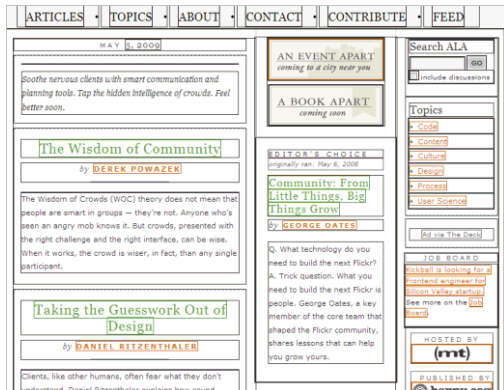 ARTICLES • TOPICS • ABOUT • CONTACT • CONTRIBUTE • FEED
MAY 5, 2009
Soothe nervous clients with smart communication and
planning tools. Tap the hidden intelligence of crowds. Feel
better soon.
The Wisdom of Community
by DEREK POWAZEK
The Wisdom of Crowds (WOC) theory does not mean that
people are smart in groups — they're not. Anyone who's
seen an angry mob knows it. But crowds, presented with
the right challenge and the right interface, can be wise.
When it works, the crowd is wiser, in fact, than any single
participant.
Taking the Guesswork Out of
Design
by DANIEL RITZENTHALER
Clients, like other humans, often fear what they don't
understand. Daniel Ritzenthaler explains how sound
AN EVENT APART
coming to a city near you
A BOOK APART
coming soon
EDITOR'S CHOICE
originally ran: May 6, 2008
Community: From
Little Things, Big
Things Grow
by GEORGE OATES
Q. What technology do you
need to build the next Flickr?
A. Trick question. What you
need to build the next Flickr is
people. George Oates, a key
member of the core team that
shaped the Flickr community,
shares lessons that can help
you grow yours.
Search ALA
GO
include discussions
Topics
• Code
• Content
• Culture
• Design
• Process
• User Science
Ad via The Deck
JOB BOARD
Kickball is looking for a
Frontend engineer for
Silicon Valley startup.
See more on the Job
Board.
HOSTED BY
(mt)
PUBLISHED BY
happy cog